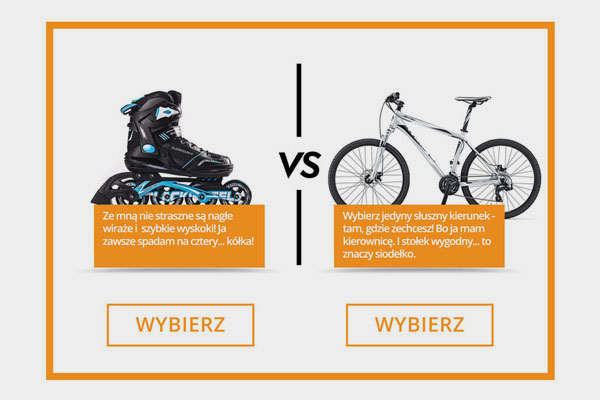 VS
Ze mną nie straszne są nagłe
wiraże i szybkie wyskoki! Ja
zawsze spadam na cztery... kółka!
Wybierz jedyny słuszny kierunek -
tam, gdzie zechcesz! Bo ja mam
kierownicę. I stołek wygodny... to
znaczy siodełko.
WYBIERZ
WYBIERZ